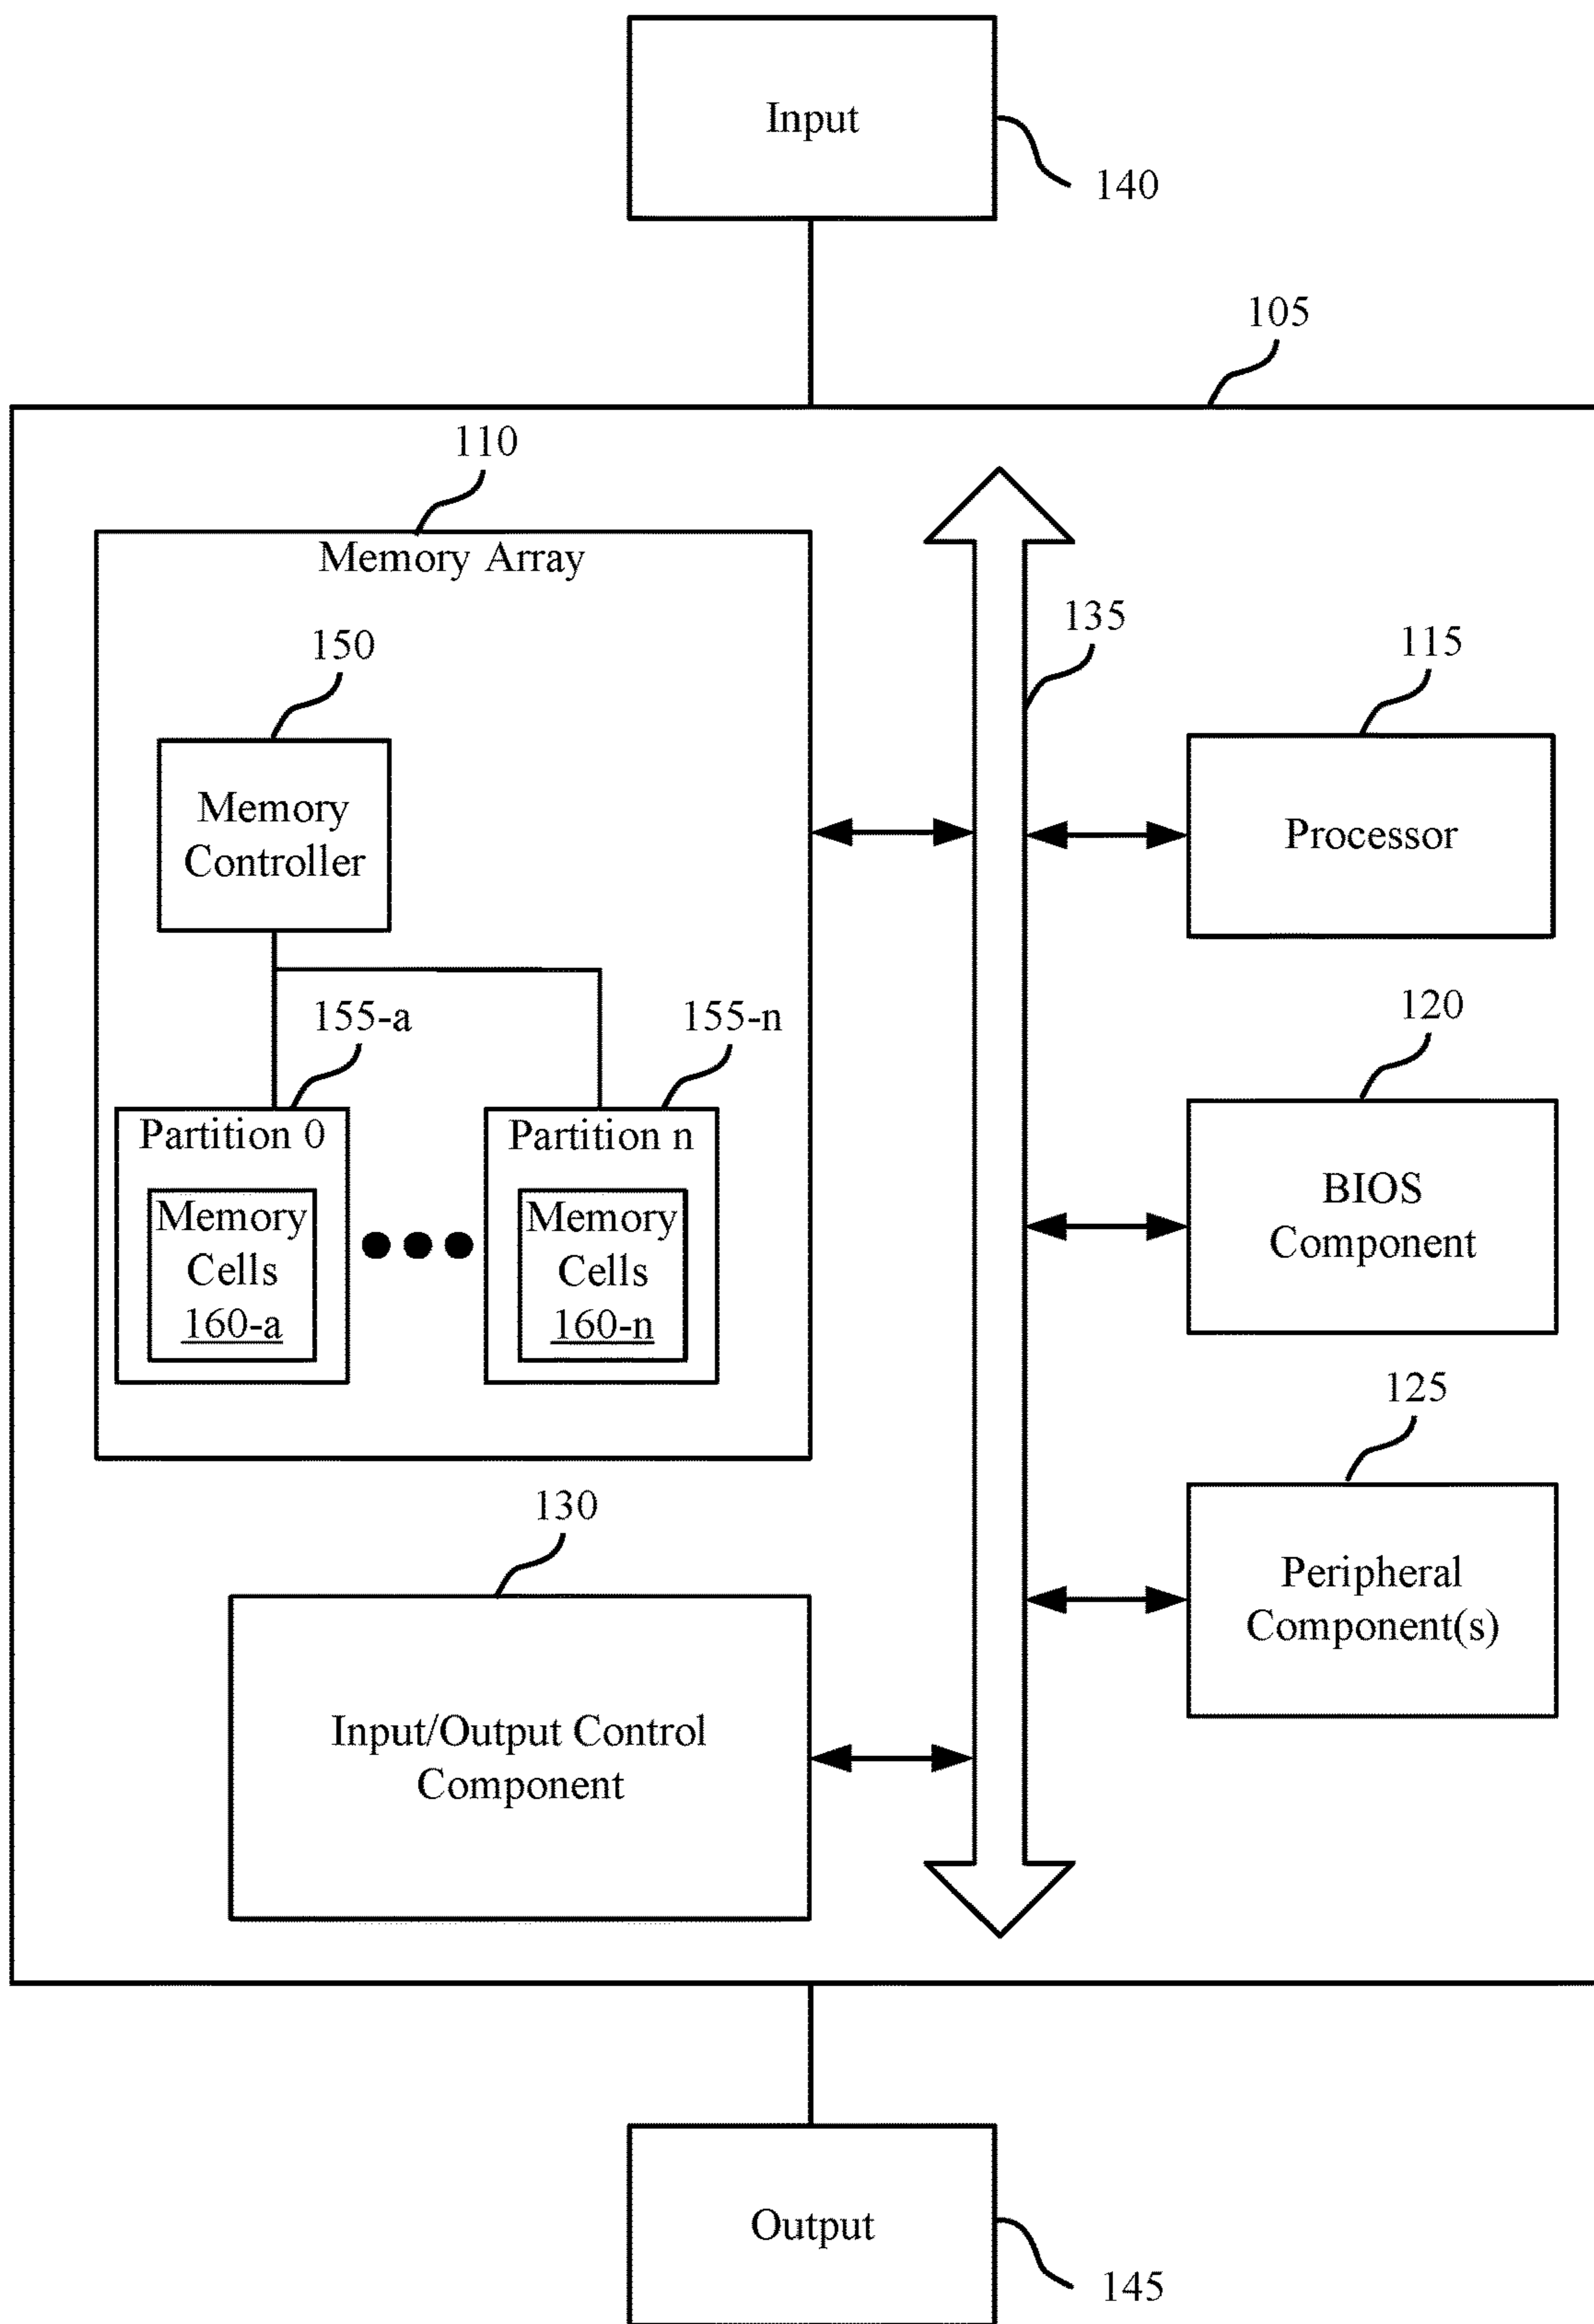 Input
140
105
110
Memory Array
150
135
115
Memory
Controller
Processor
155-a
155-n
120
Partition 0
Partition n
Memory
Cells
160-a
Memory
Cells
160-n
BIOS
Component
125
130
Peripheral
Component(s)
Input/Output Control
Component
Output
145